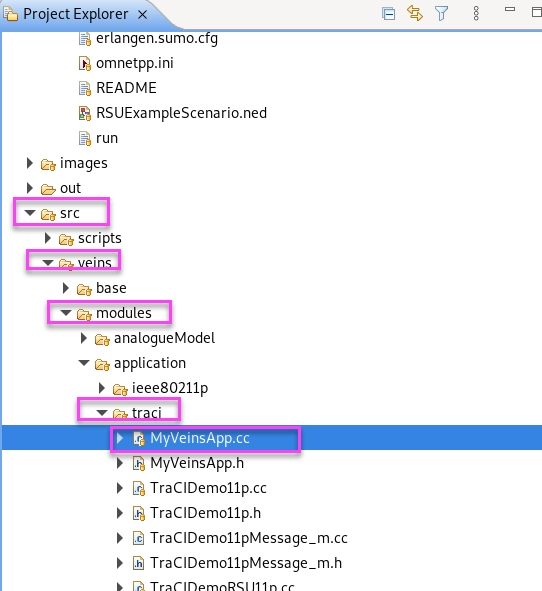 Project Explorer
erlangen.sumo.cfg
omnetpp.ini
README
RSUExampleScenario.ned
run
images
out
src
scripts
veins
base
modules
analogueModel
application
ieee80211p
traci
MyVeinsApp.cc
MyVeinsApp.h
TraCIDemo11p.cc
TraCIDemo11p.h
TraCIDemo11pMessage_m.cc
TraCIDemo11pMessage_m.h
TraCIDemoRSU11p.cc